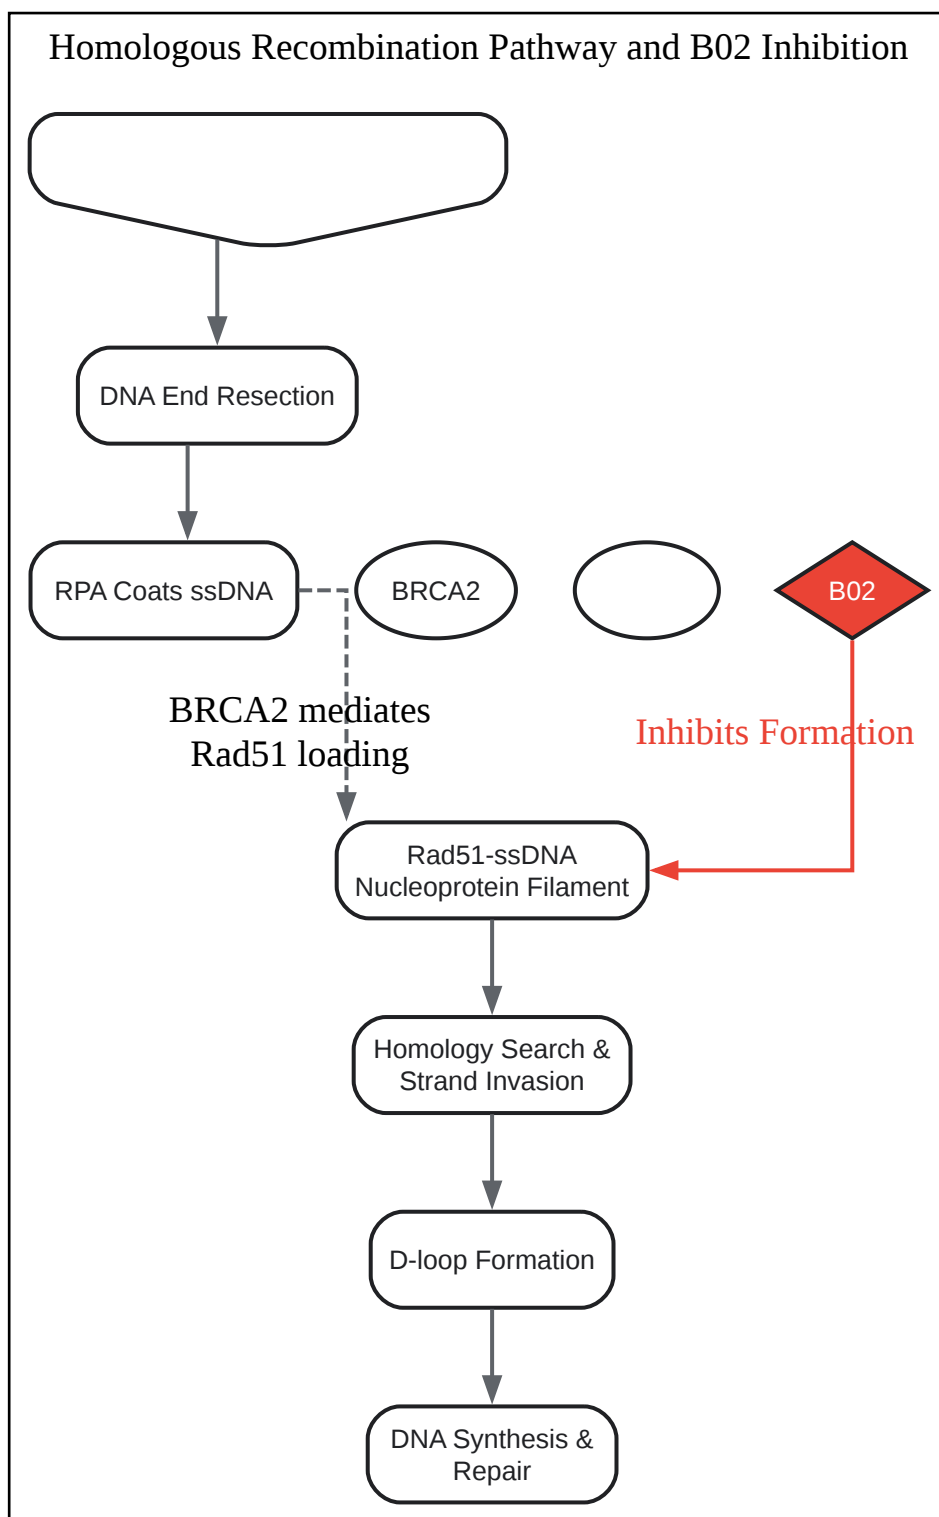 Homologous Recombination Pathway and B02 Inhibition
DNA End Resection
RPA Coats ssDNA
BRCA2
B02
BRCA2 mediates
Rad51 loading
Inhibits Formation
Rad51-ssDNA
Nucleoprotein Filament
Homology Search &
Strand Invasion
D-loop Formation
DNA Synthesis &
Repair